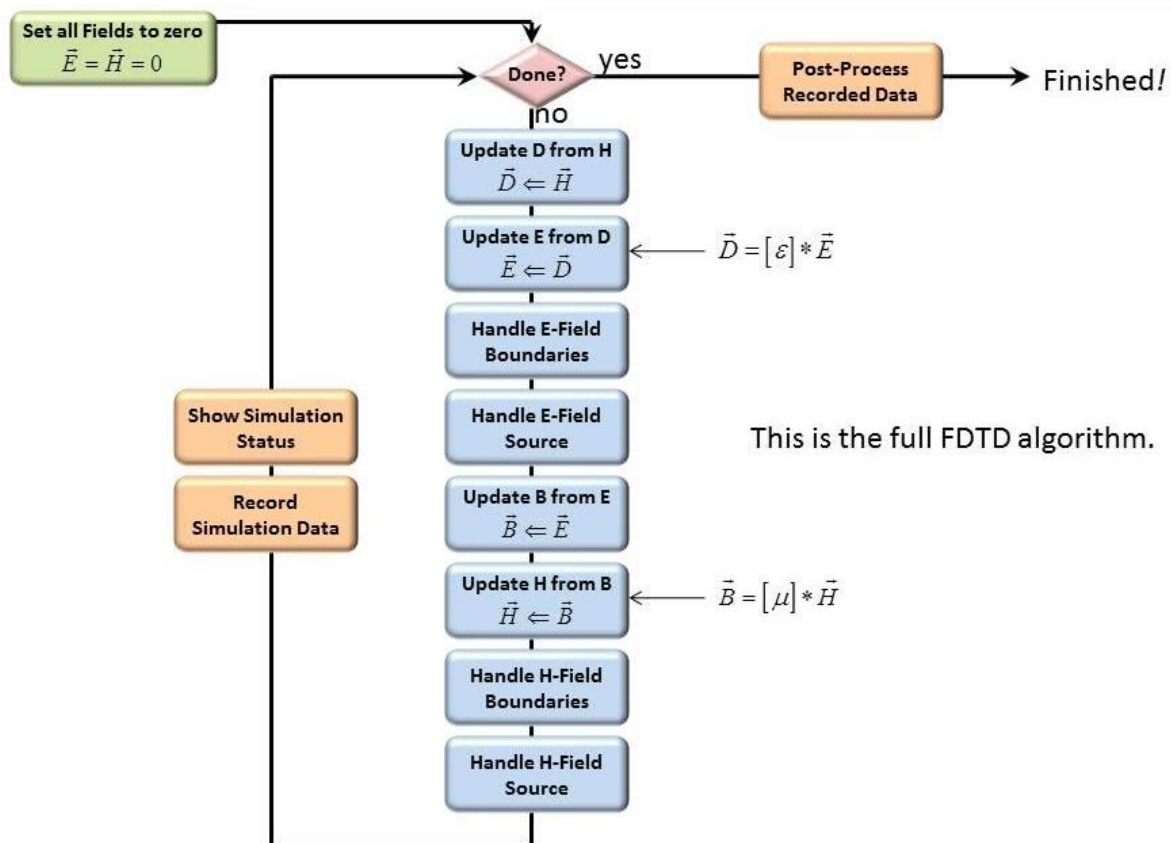 Set all Fields to zero
E⃗ = H⃗ = 0
Done?
yes
Post-Process
Recorded Data
Finished!
no
Update D from H
D⃗ ⇐ H⃗
Update E from D
E⃗ ⇐ D⃗
D⃗ = [ε] * E⃗
Handle E-Field
Boundaries
Handle E-Field
Source
Show Simulation
Status
This is the full FDTD algorithm.
Record
Simulation Data
Update B from E
B⃗ ⇐ E⃗
Update H from B
H⃗ ⇐ B⃗
B⃗ = [μ] * H⃗
Handle H-Field
Boundaries
Handle H-Field
Source